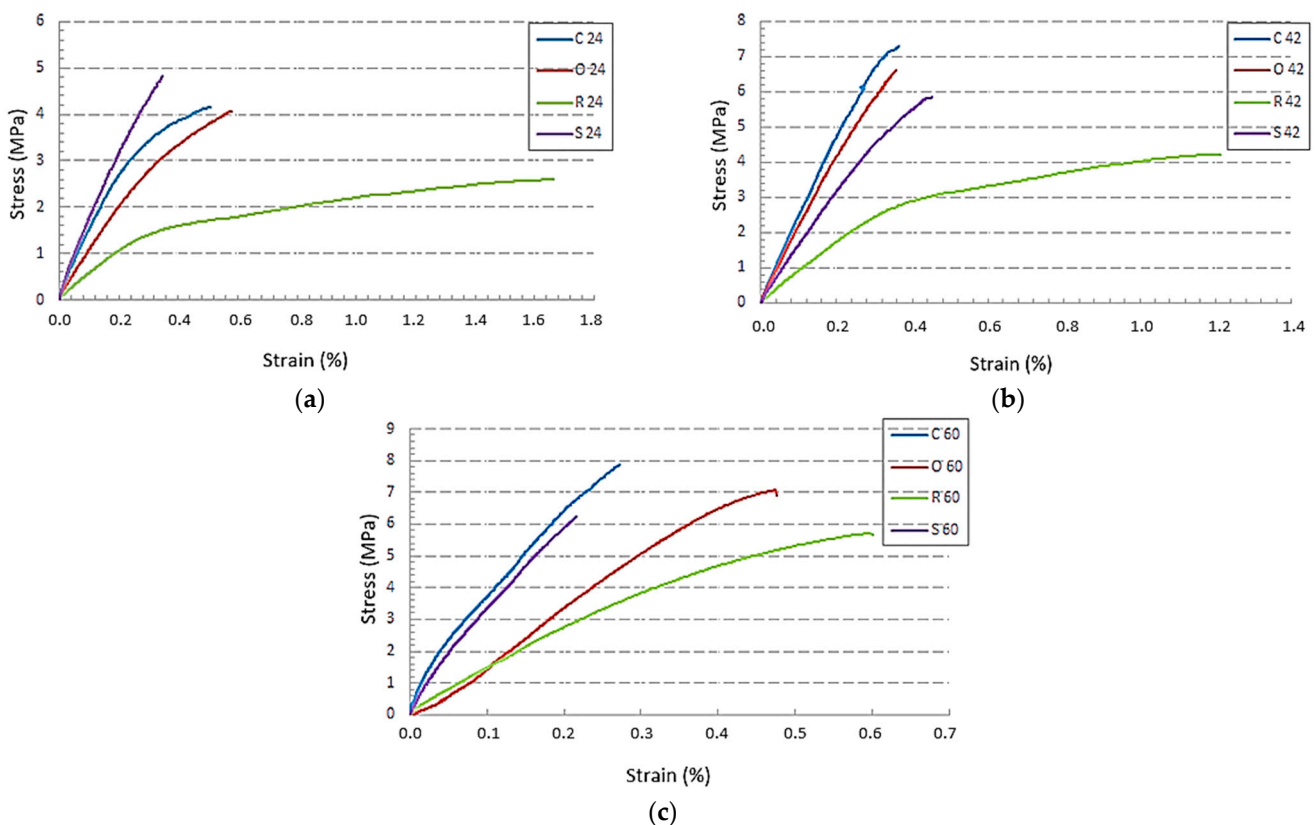 6
5
4
3
2
1
0
Stress (MPa)
0.0 0.2 0.4 0.6 0.8 1.0 1.2 1.4 1.6 1.8
Strain (%)
C 24
O 24
R 24
S 24
(a)
8
7
6
5
4
3
2
1
0
Stress (MPa)
0.0 0.2 0.4 0.6 0.8 1.0 1.2 1.4
Strain (%)
C 42
O 42
R 42
S 42
(b)
9
8
7
6
5
4
3
2
1
0
Stress (MPa)
0.0 0.1 0.2 0.3 0.4 0.5 0.6 0.7
Strain (%)
C 60
O 60
R 60
S 60
(c)